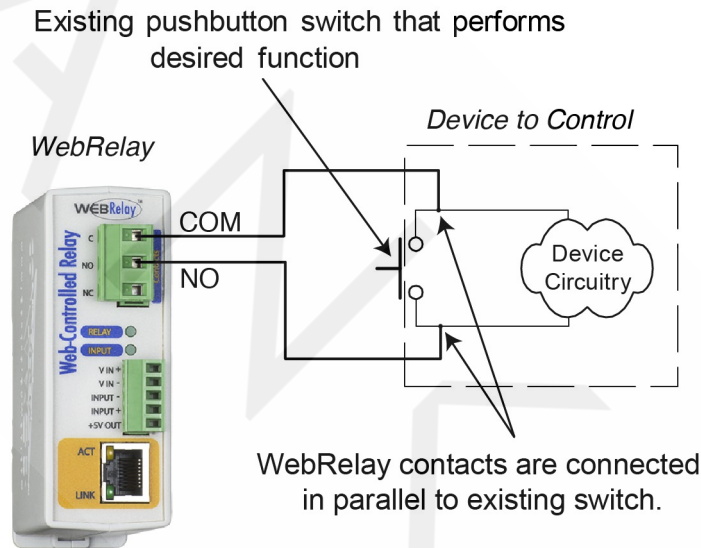 Existing pushbutton switch that performs
desired function
Device to Control
WebRelay
WEBRelay™
COM
NO
C
NO
NC
Web-Controlled Relay
RELAY
INPUT
V IN +
V IN -
INPUT -
INPUT +
+5V OUT
ACT
LINK
Device
Circuitry
WebRelay contacts are connected
in parallel to existing switch.